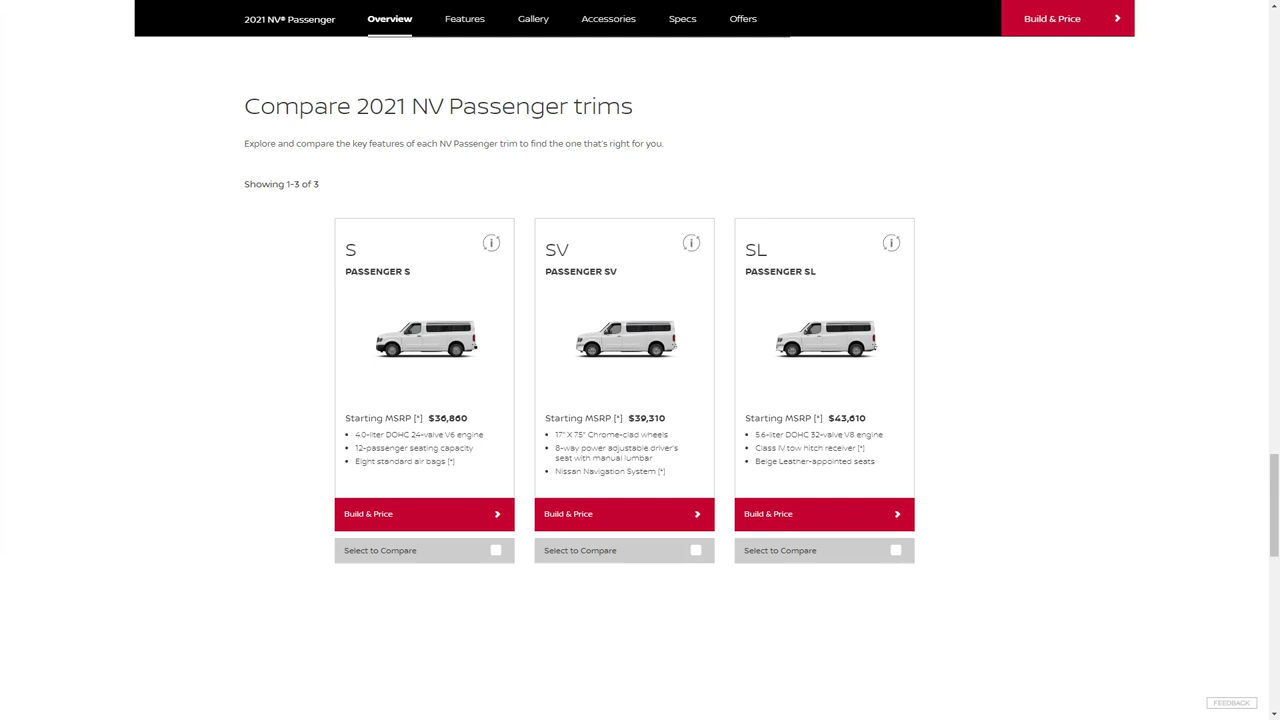 2021 NV® Passenger
Overview
Features
Gallery
Accessories
Specs
Offers
Build & Price
Compare 2021 NV Passenger trims
Explore and compare the key features of each NV Passenger trim to find the one that's right for you.
Showing 1-3 of 3
S
PASSENGER S
Starting MSRP [*] $36,860
4.0-liter DOHC 24-valve V6 engine
12-passenger seating capacity
Eight standard air bags [*]
Build & Price
Select to Compare
SV
PASSENGER SV
Starting MSRP [*] $39,310
17" X 7.5" Chrome-clad wheels
8-way power adjustable driver's
seat with manual lumbar
Nissan Navigation System [*]
Build & Price
Select to Compare
SL
PASSENGER SL
Starting MSRP [*] $43,610
5.6-liter DOHC 32-valve V8 engine
Class IV tow hitch receiver [*]
Beige Leather-appointed seats
Build & Price
Select to Compare
FEEDBACK